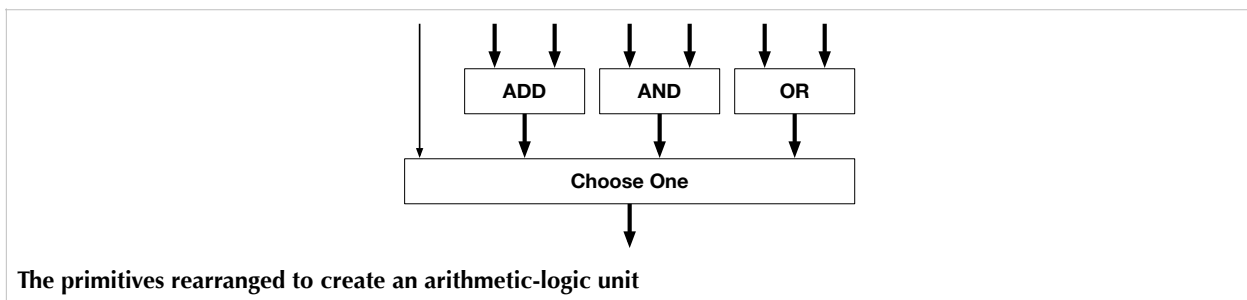 ADD AND OR
Choose One
The primitives rearranged to create an arithmetic-logic unit